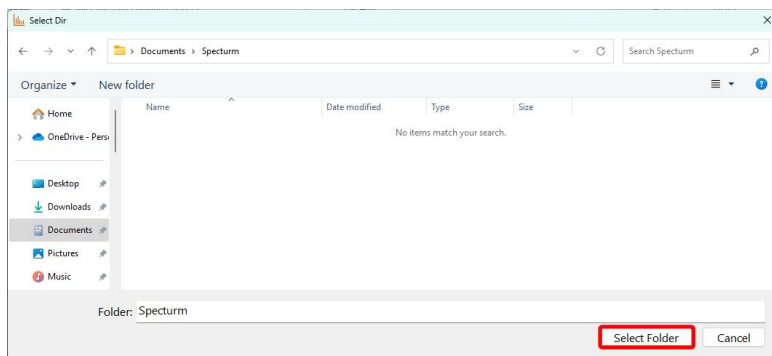 Select Dir
Documents > Specturm
Search Specturm
Organize
New folder
Name
Date modified
Type
Size
Home
No items match your search.
OneDrive - Perso
Desktop
Downloads
Documents
Pictures
Music
Folder: Specturm
Select Folder
Cancel